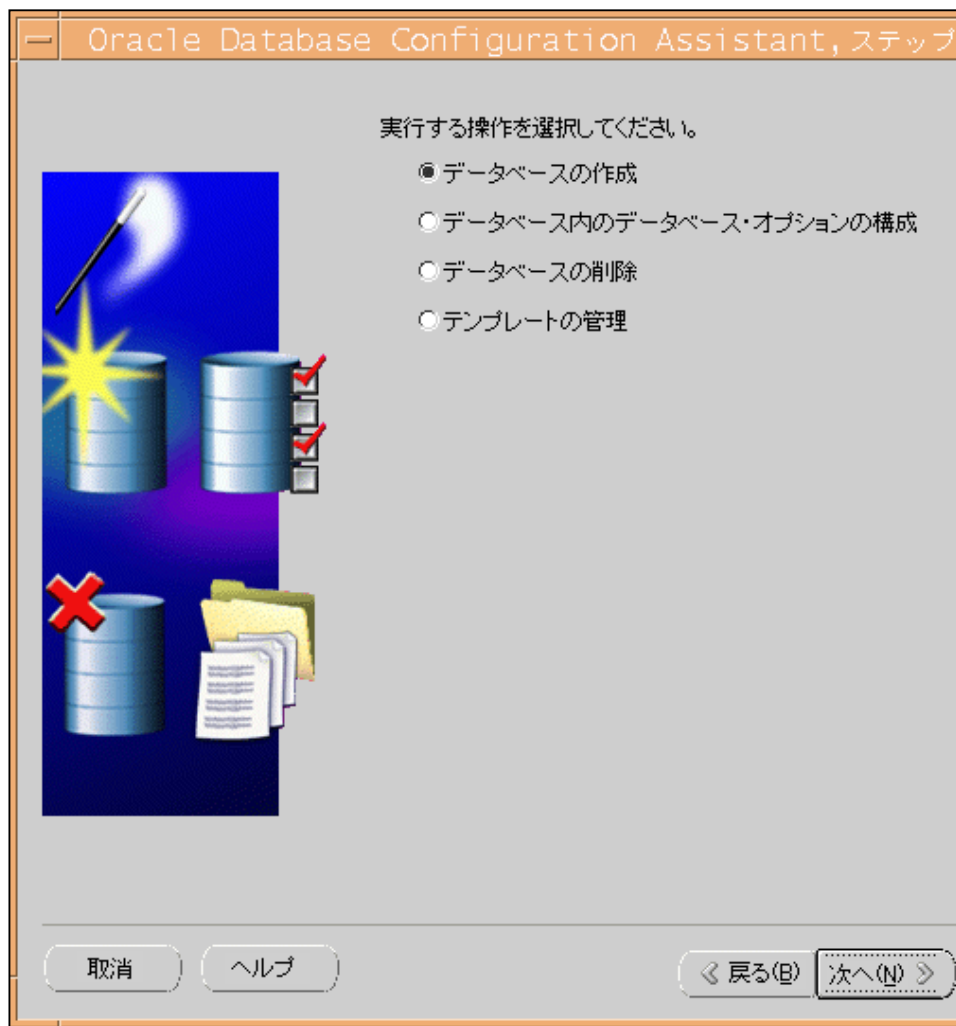 Oracle Database Configuration Assistant, ステップ
実行する操作を選択してください。
データベースの作成
データベース内のデータベース・オプションの構成
データベースの削除
テンプレートの管理
取消
ヘルプ
戻る(B)
次へ(N)